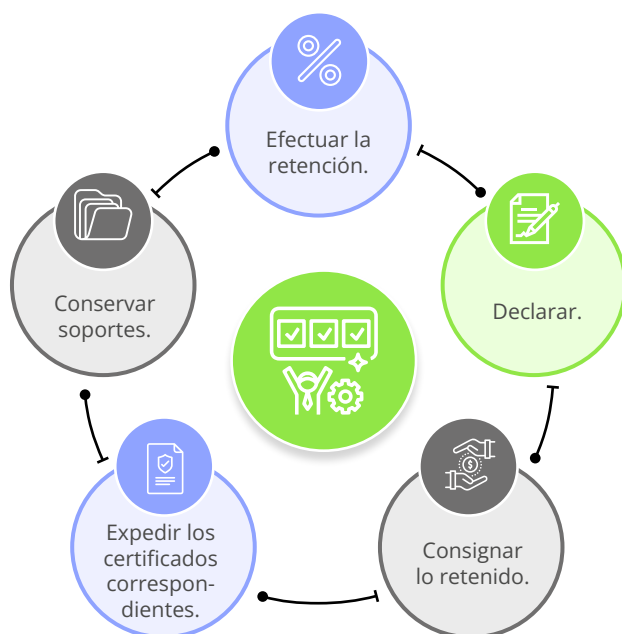 Efectuar la
retención.
Declarar.
Consignar
lo retenido.
Expedir los
certificados
correspon-
dientes.
Conservar
soportes.
%
$